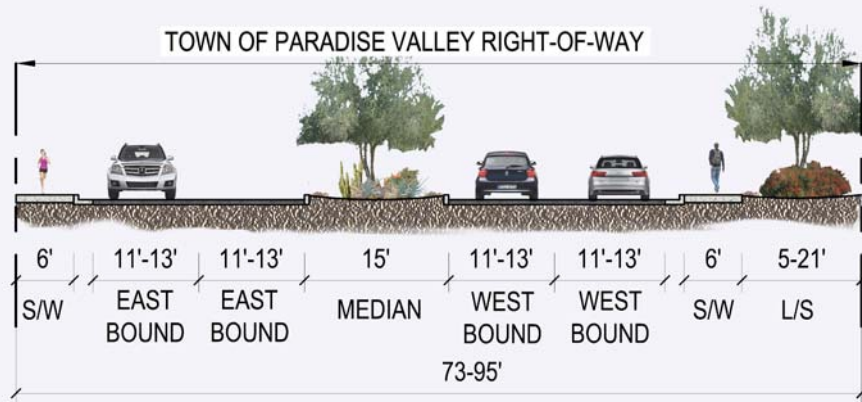 TOWN OF PARADISE VALLEY RIGHT-OF-WAY
6' 11'-13' 11'-13' 15' 11'-13' 11'-13' 6' 5-21'
S/W EAST BOUND EAST BOUND MEDIAN WEST BOUND WEST BOUND S/W L/S
73-95'